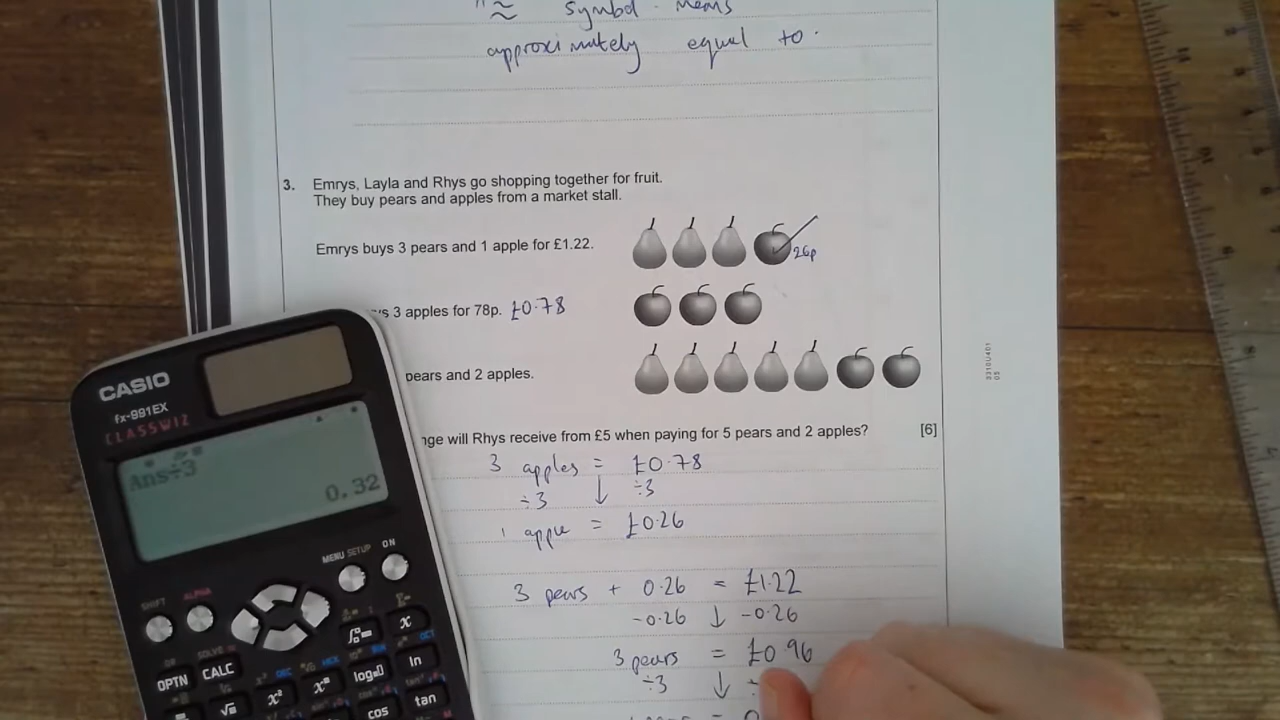 "≈ symbol means
approximately equal to.
3. Emrys, Layla and Rhys go shopping together for fruit.
They buy pears and apples from a market stall.
Emrys buys 3 pears and 1 apple for £1.22.
26p
3 apples for 78p. £0.78
pears and 2 apples.
will Rhys receive from £5 when paying for 5 pears and 2 apples? [6]
3 apples = £0.78
÷3 ↓ ÷3
1 apple = £0.26
3 pears + 0.26 = £1.22
-0.26 ↓ -0.26
3 pears = £0.96
÷3 ↓ ÷
CASIO
fx-991EX
CLASSWIZ
Ans÷3
0.32
MENU SETUP ON
SHIFT ALPHA
OPTN CALC
x
x² log ln
cos tan